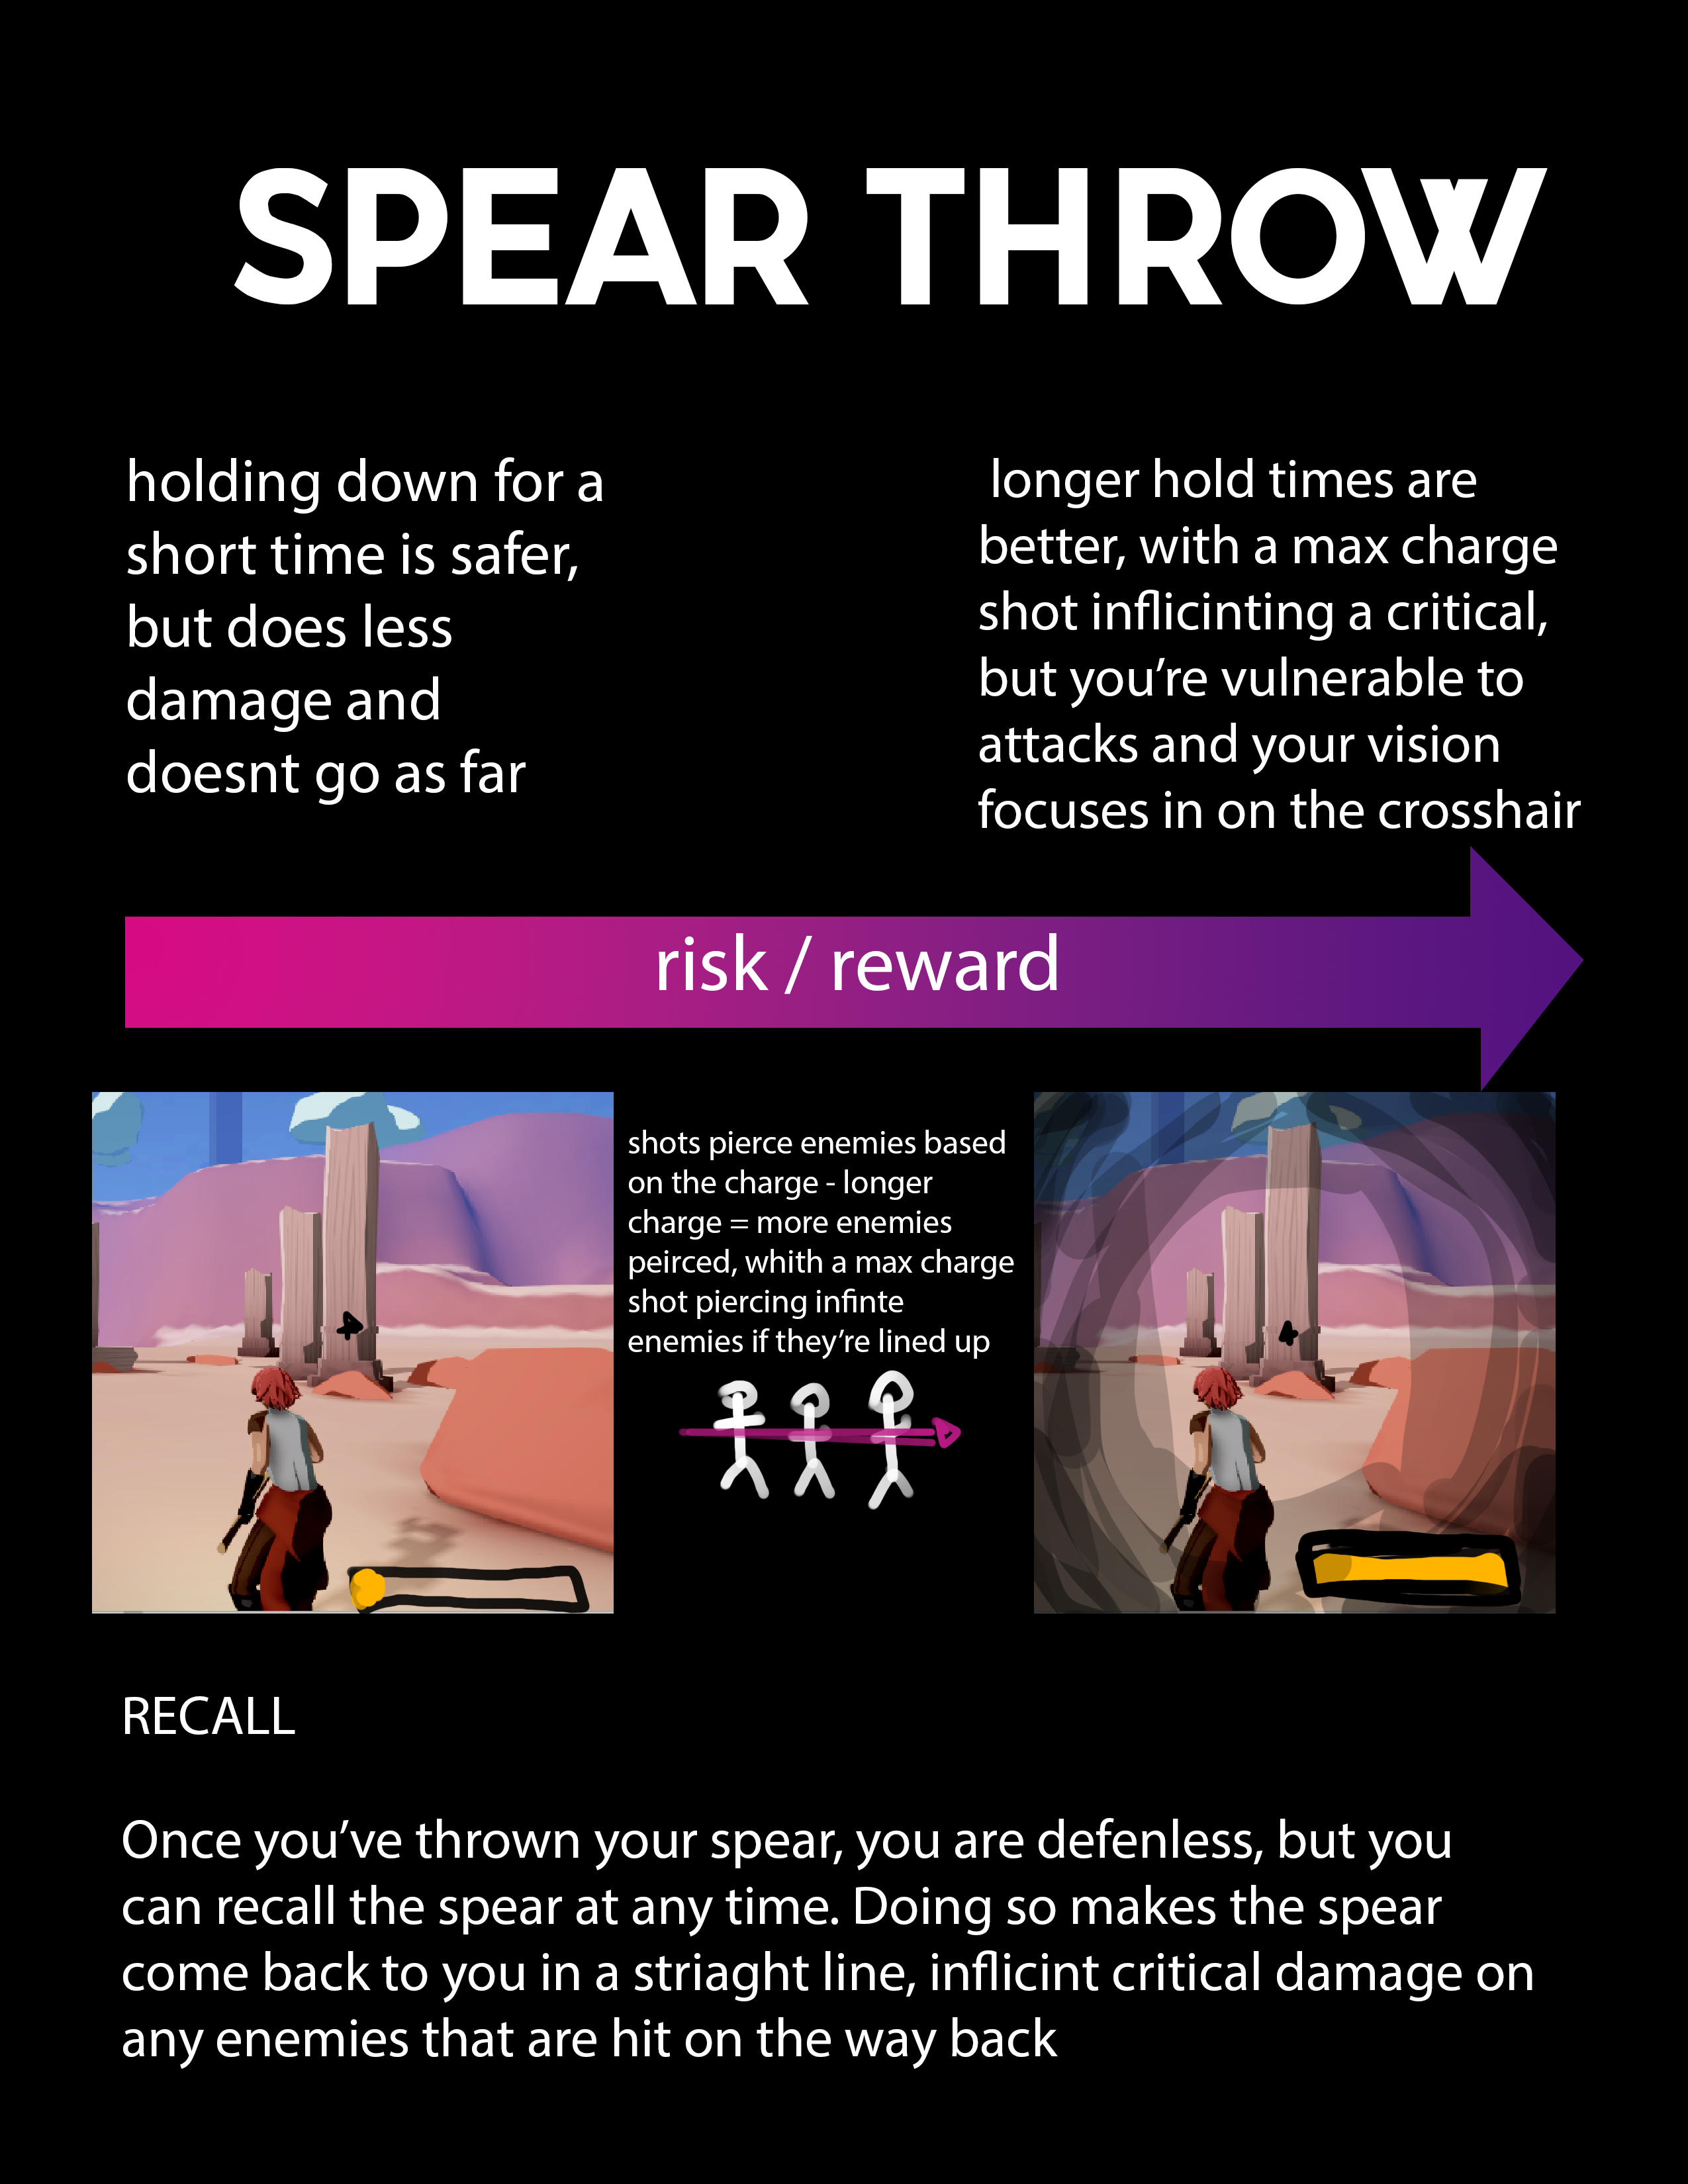 SPEAR THROW
holding down for a
short time is safer,
but does less
damage and
doesnt go as far
longer hold times are
better, with a max charge
shot inflicinting a critical,
but you're vulnerable to
attacks and your vision
focuses in on the crosshair
risk / reward
shots pierce enemies based
on the charge - longer
charge = more enemies
peirced, whith a max charge
shot piercing infinte
enemies if they're lined up
RECALL
Once you've thrown your spear, you are defenless, but you
can recall the spear at any time. Doing so makes the spear
come back to you in a striaght line, inflicint critical damage on
any enemies that are hit on the way back